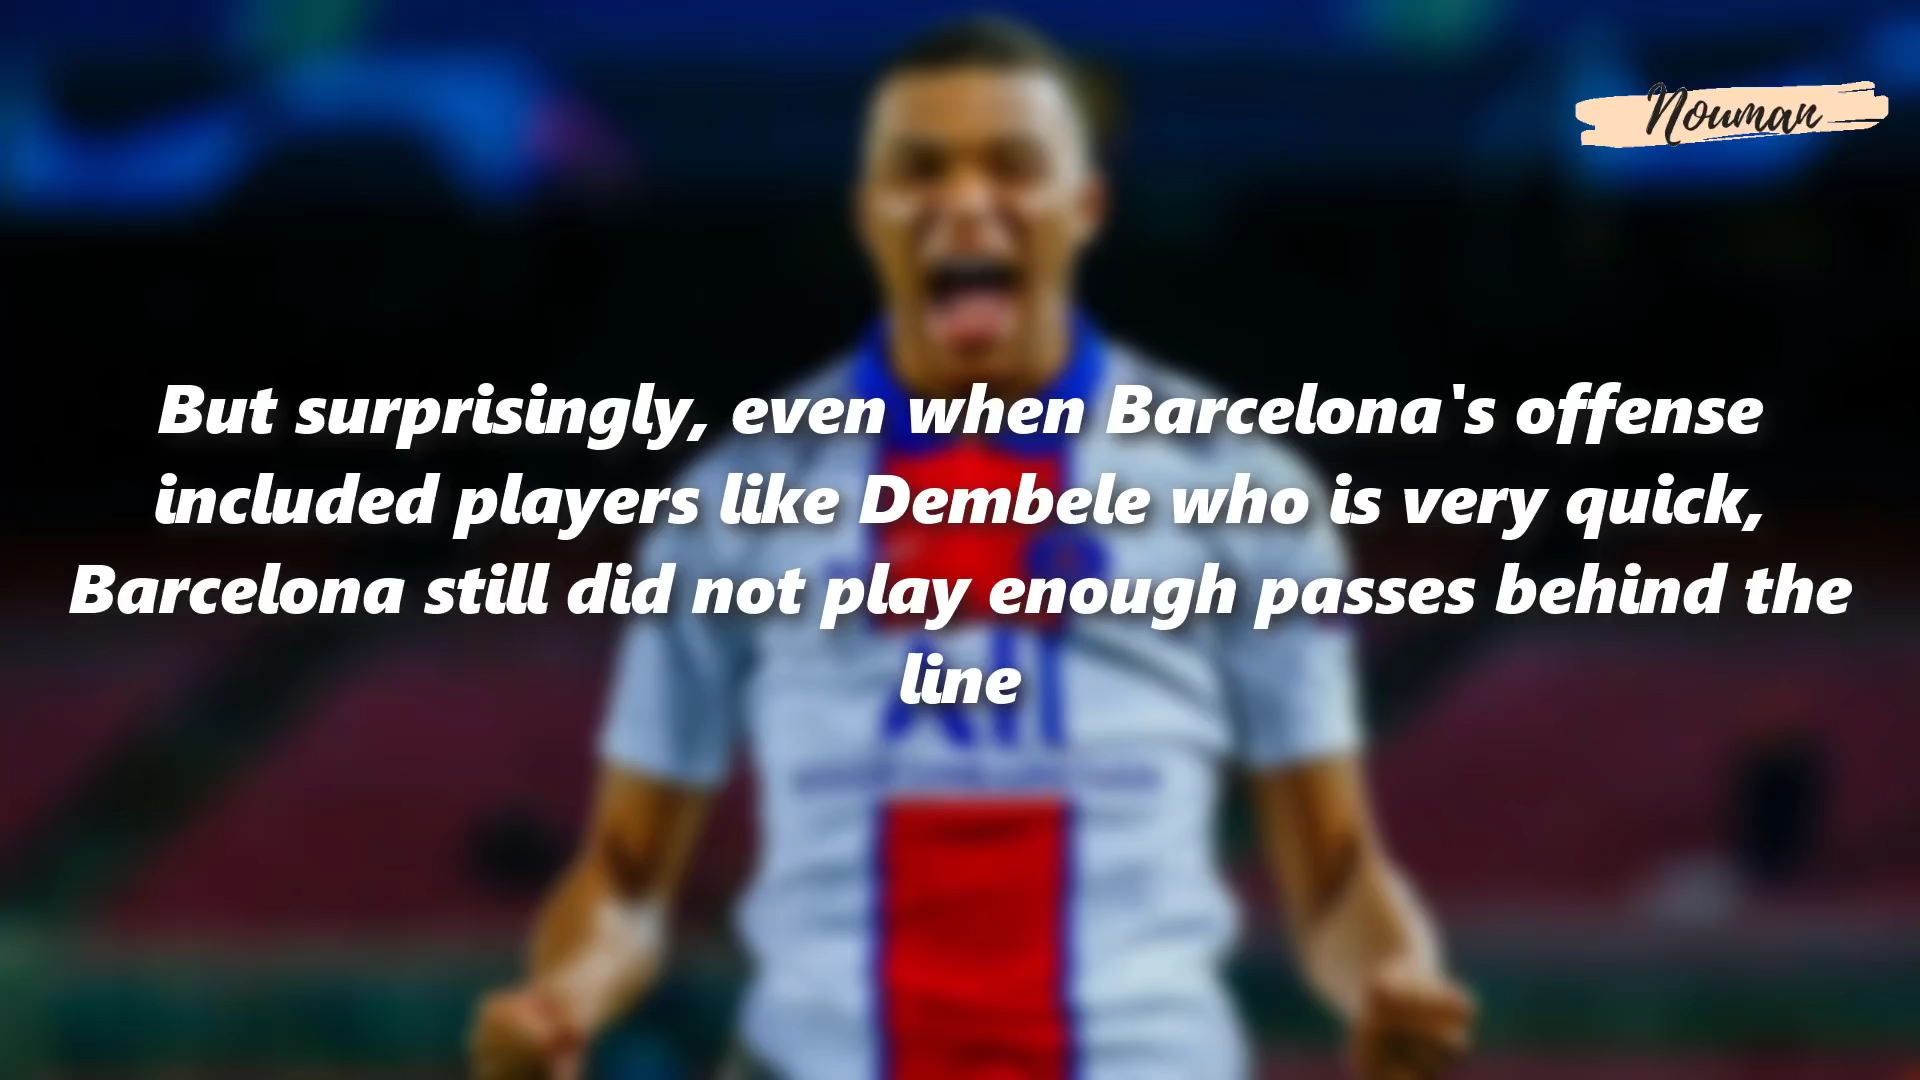 Nouman
But surprisingly, even when Barcelona's offense
included players like Dembele who is very quick,
Barcelona still did not play enough passes behind the
line